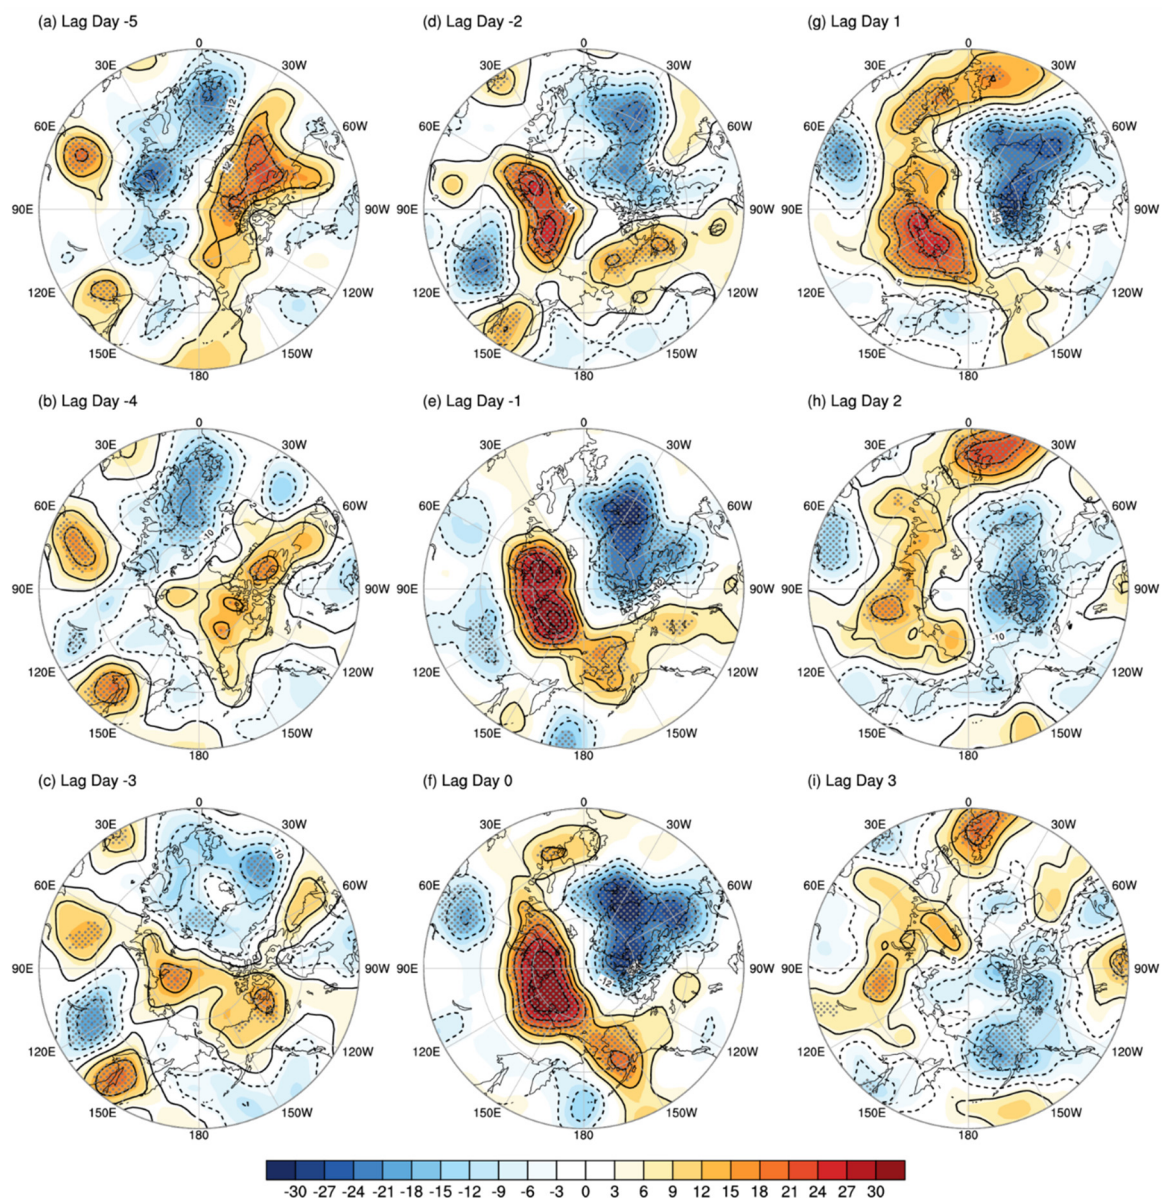 (a) Lag Day -5
(d) Lag Day -2
(g) Lag Day 1
0
0
0
30E
30W
30E
30W
30E
30W
60E
60W
60E
60W
60E
60W
90E
90W
90E
90W
90E
90W
120E
120W
120E
120W
120E
120W
150E
150W
150E
150W
150E
150W
180
180
180
(b) Lag Day -4
(e) Lag Day -1
(h) Lag Day 2
0
0
0
30E
30W
30E
30W
30E
30W
60E
60W
60E
60W
60E
60W
90E
90W
90E
90W
90E
90W
120E
120W
120E
120W
120E
120W
150E
150W
150E
150W
150E
150W
180
180
180
(c) Lag Day -3
(f) Lag Day 0
(i) Lag Day 3
0
0
0
30E
30W
30E
30W
30E
30W
60E
60W
60E
60W
60E
60W
90E
90W
90E
90W
90E
90W
120E
120W
120E
120W
120E
120W
150E
150W
150E
150W
150E
150W
180
180
180
-30 -27 -24 -21 -18 -15 -12 -9 -6 -3 0 3 6 9 12 15 18 21 24 27 30